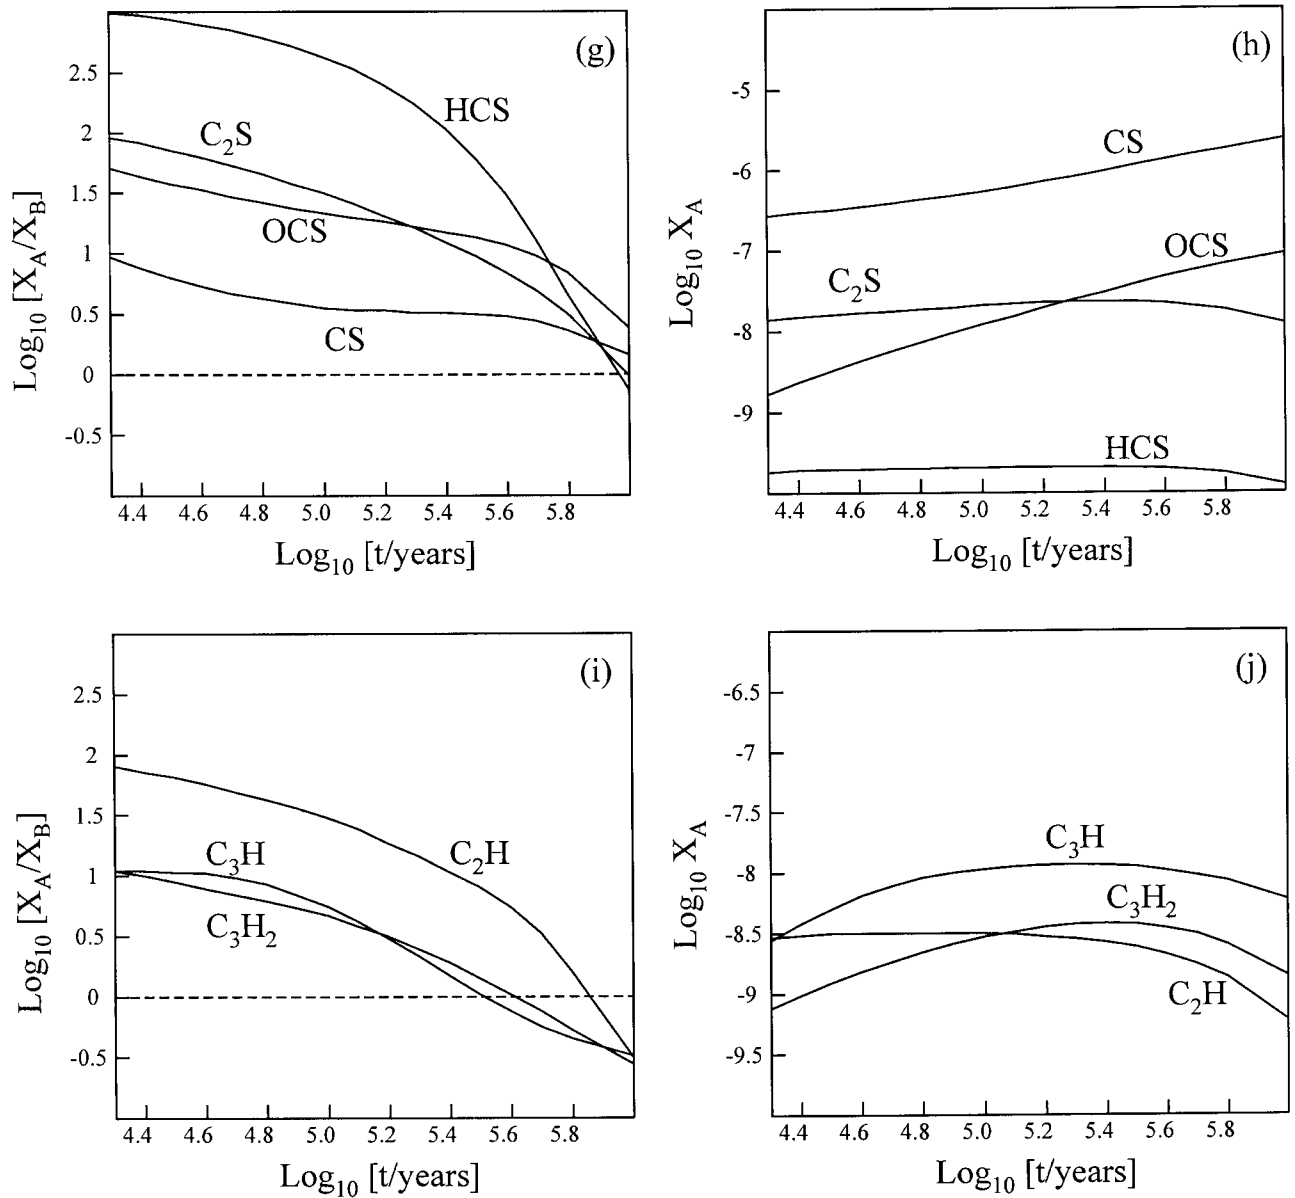 (g)
2.5
2
1.5
1
0.5
0
-0.5
HCS
C₂S
OCS
CS
4.4 4.6 4.8 5.0 5.2 5.4 5.6 5.8
Log₁₀ [t/years]
Log₁₀ [X_A/X_B]
(h)
-5
-6
-7
-8
-9
CS
OCS
C₂S
HCS
4.4 4.6 4.8 5.0 5.2 5.4 5.6 5.8
Log₁₀ [t/years]
Log₁₀ X_A
(i)
2.5
2
1.5
1
0.5
0
-0.5
C₃H
C₂H
C₃H₂
4.4 4.6 4.8 5.0 5.2 5.4 5.6 5.8
Log₁₀ [t/years]
Log₁₀ [X_A/X_B]
(j)
-6.5
-7
-7.5
-8
-8.5
-9
-9.5
C₃H
C₃H₂
C₂H
4.4 4.6 4.8 5.0 5.2 5.4 5.6 5.8
Log₁₀ [t/years]
Log₁₀ X_A